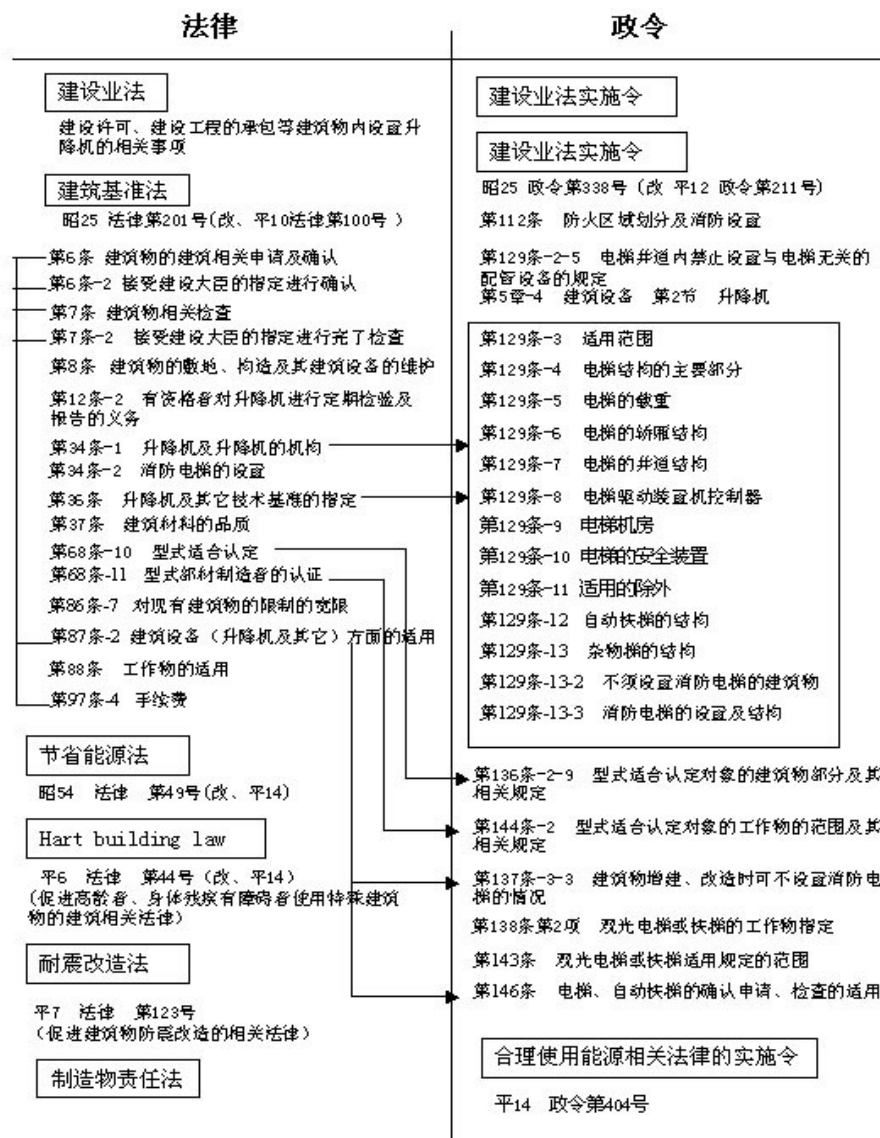 法律
建设业法
建设许可、建设工程的承包等建筑物内设置升
降机的相关事项
建筑基准法
昭25 法律第201号(改、平10法律第100号 )
第6条 建筑物的建筑相关申请及确认
第6条-2 接受建设大臣的指定进行确认
第7条 建筑物相关检查
第7条-2 接受建设大臣的指定进行完了检查
第8条 建筑物的敷地、构造及其建筑设备的维护
第12条-2 有资格者对升降机进行定期检验及
报告的义务
第34条-1 升降机及升降机的机构
第34条-2 消防电梯的设置
第36条 升降机及其它技术基准的指定
第37条 建筑材料的品质
第68条-10 型式适合认定
第68条-11 型式部材制造者的认证
第86条-7 对现有建筑物的限制的宽限
第87条-2 建筑设备（升降机及其它）方面的适用
第88条 工作物的适用
第97条-4 手续费
节省能源法
昭54 法律 第49号(改、平14)
Hart building law
平6 法律 第44号（改、平14）
(促进高龄者、身体残疾有障碍者使用特殊建筑
物的建筑相关法律)
耐震改造法
平7 法律 第123号
（促进建筑物防震改造的相关法律）
制造物责任法
政令
建设业法实施令
建设业法实施令
昭25 政令第338号 (改 平12 政令第211号)
第112条 防火区域划分及消防设置
第129条-2-5 电梯井道内禁止设置与电梯无关的
配管设备的规定
第5章-4 建筑设备 第2节 升降机
第129条-3 适用范围
第129条-4 电梯结构的主要部分
第129条-5 电梯的载重
第129条-6 电梯的轿厢结构
第129条-7 电梯的井道结构
第129条-8 电梯驱动装置机控制器
第129条-9 电梯机房
第129条-10 电梯的安全装置
第129条-11 适用的除外
第129条-12 自动扶梯的结构
第129条-13 杂物梯的结构
第129条-13-2 不须设置消防电梯的建筑物
第129条-13-3 消防电梯的设置及结构
第136条-2-9 型式适合认定对象的建筑物部分及其
相关规定
第144条-2 型式适合认定对象的工作物的范围及其
相关规定
第137条-3-3 建筑物增建、改造时可不设置消防电
梯的情况
第138条第2项 观光电梯或扶梯的工作物指定
第143条 观光电梯或扶梯适用规定的范围
第146条 电梯、自动扶梯的确认申请、检查的适用
合理使用能源相关法律的实施令
平14 政令第404号